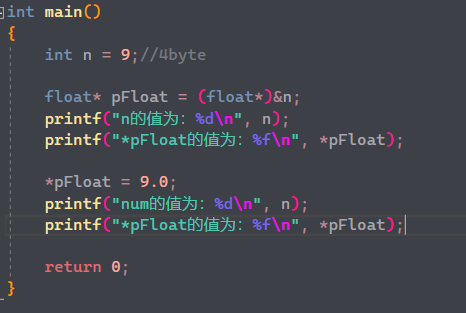 int main()
{
int n = 9;//4byte
float* pFloat = (float*)&n;
printf("n的值为：%d\n", n);
printf("*pFloat的值为：%f\n", *pFloat);
*pFloat = 9.0;
printf("num的值为：%d\n", n);
printf("*pFloat的值为：%f\n", *pFloat);
return 0;
}